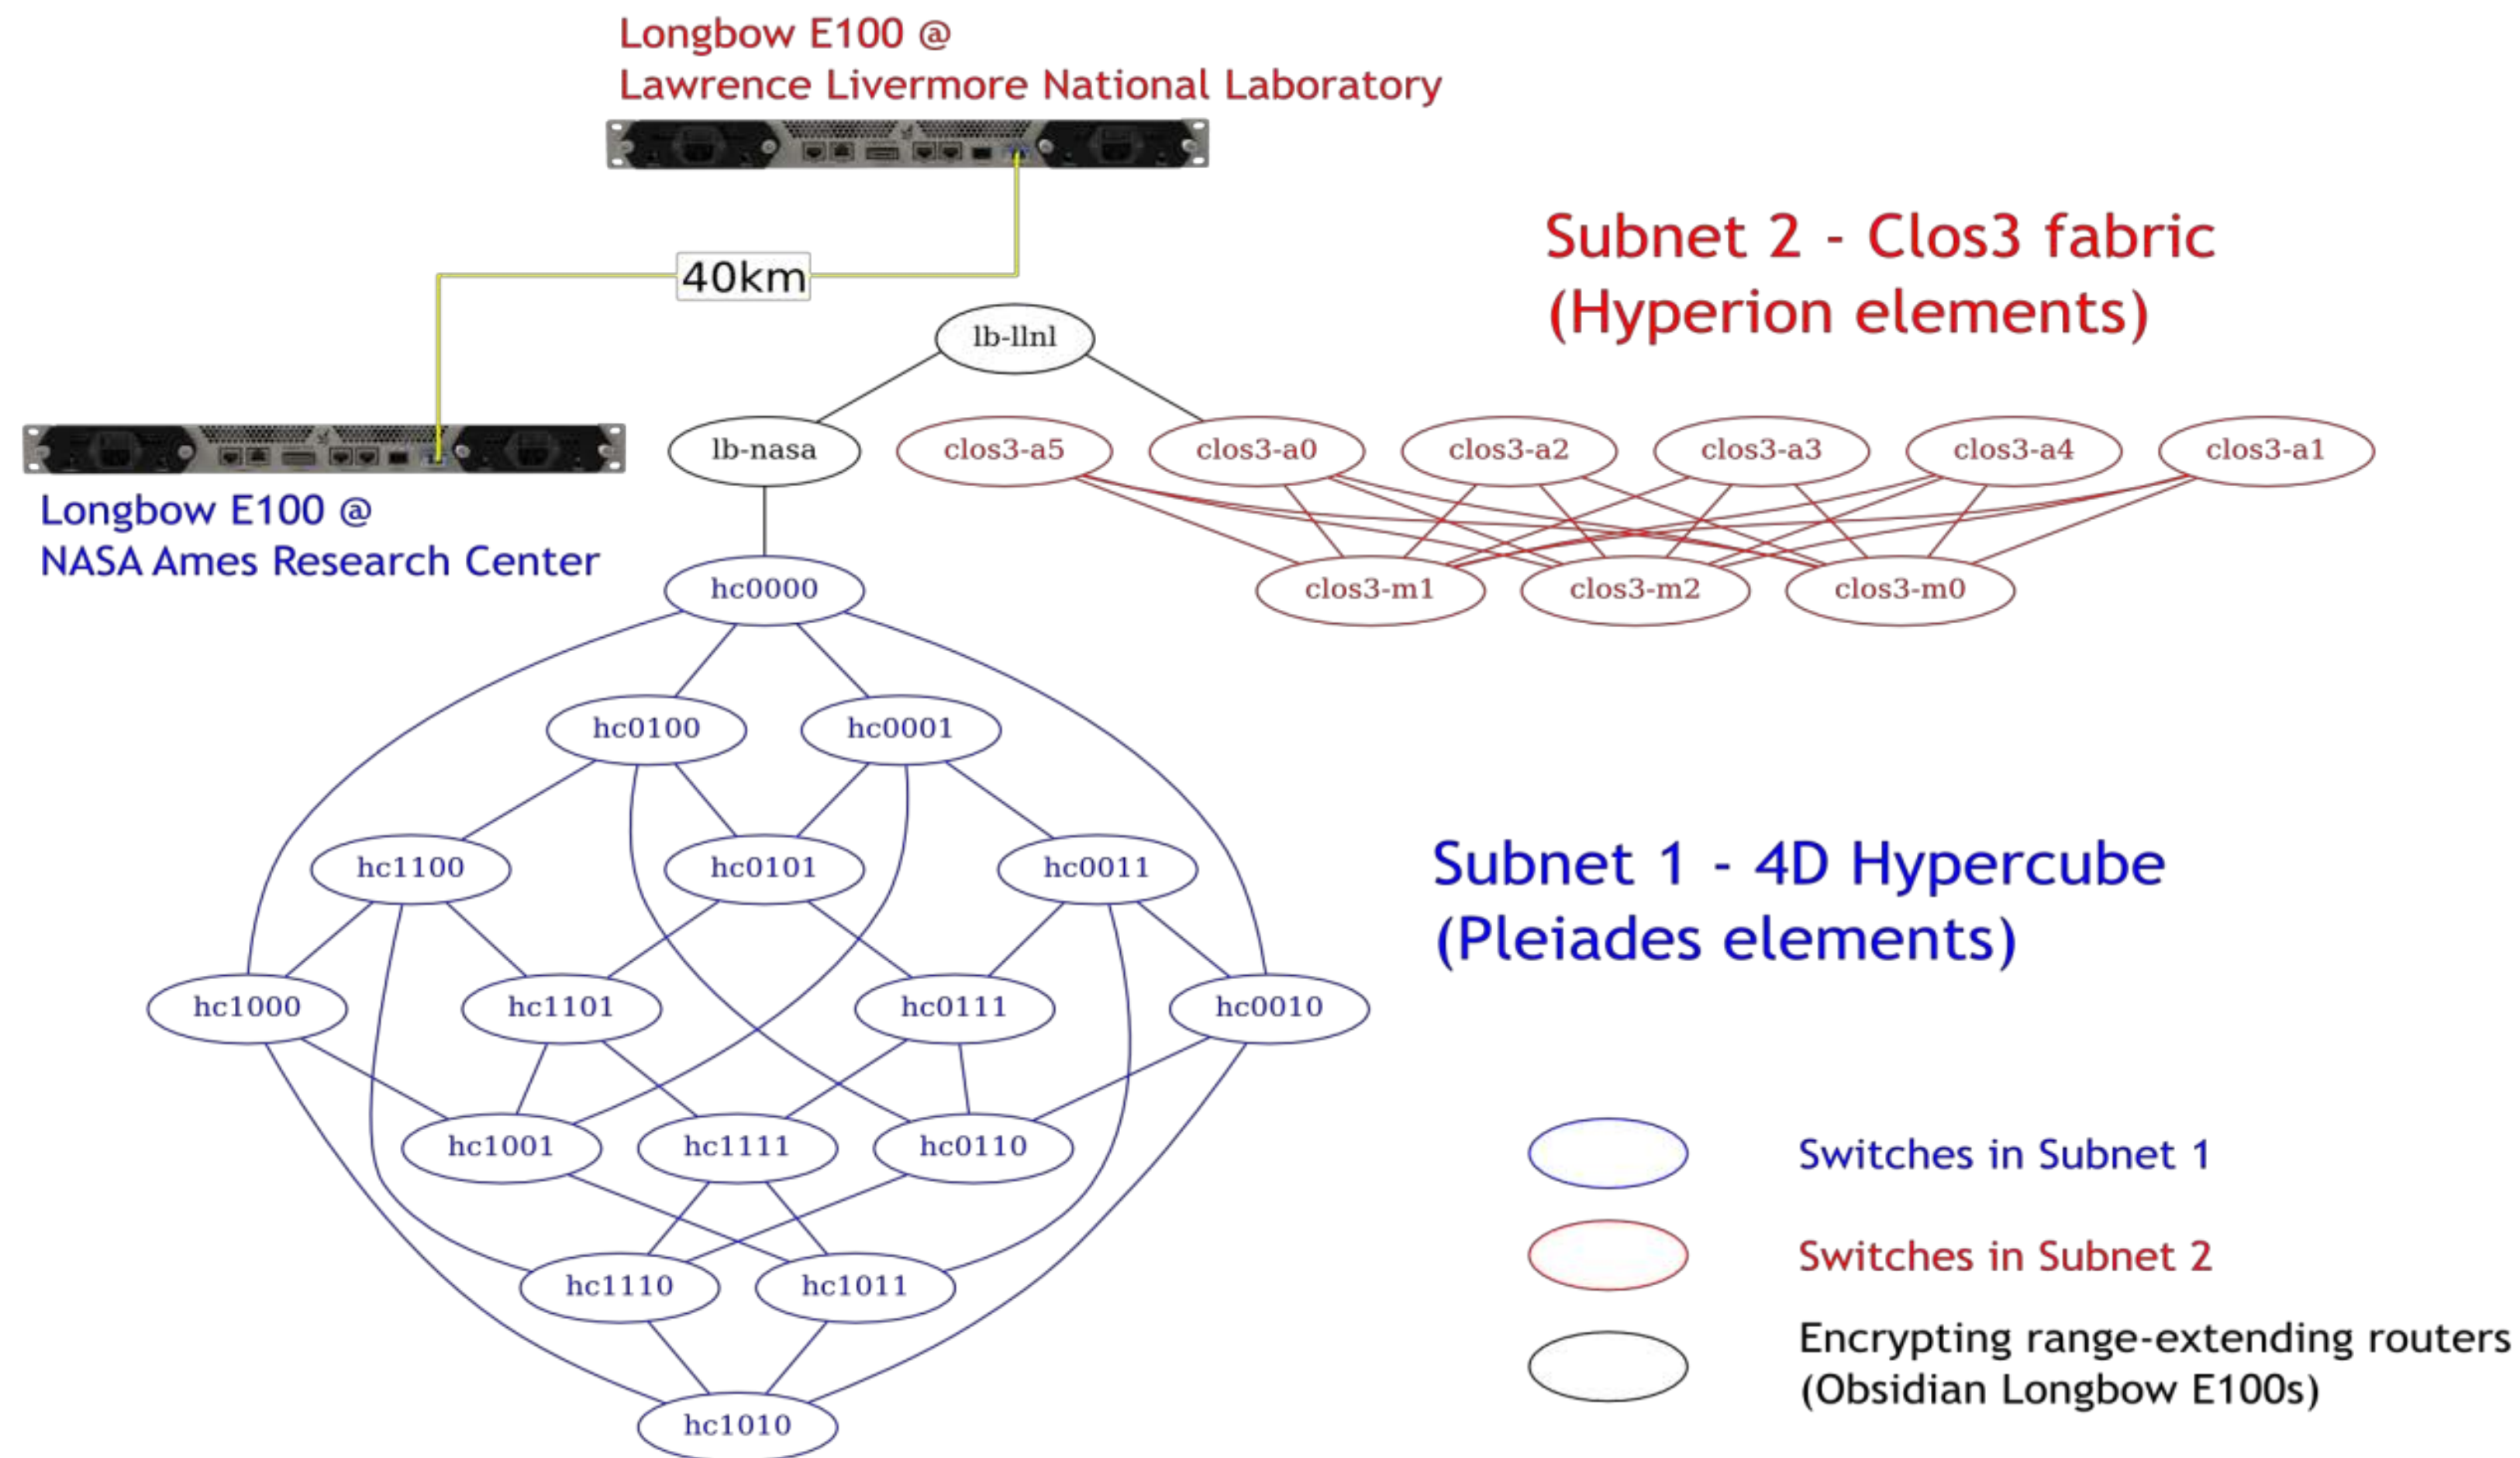 Longbow E100 @
Lawrence Livermore National Laboratory
40km
Subnet 2 - Clos3 fabric
(Hyperion elements)
lb-llnl
lb-nasa
clos3-a5
clos3-a0
clos3-a2
clos3-a3
clos3-a4
clos3-a1
Longbow E100 @
NASA Ames Research Center
hc0000
clos3-m1
clos3-m2
clos3-m0
hc0100
hc0001
hc1100
hc0101
hc0011
Subnet 1 - 4D Hypercube
(Pleiades elements)
hc1000
hc1101
hc0111
hc0010
hc1001
hc1111
hc0110
Switches in Subnet 1
hc1110
hc1011
Switches in Subnet 2
Encrypting range-extending routers
(Obsidian Longbow E100s)
hc1010